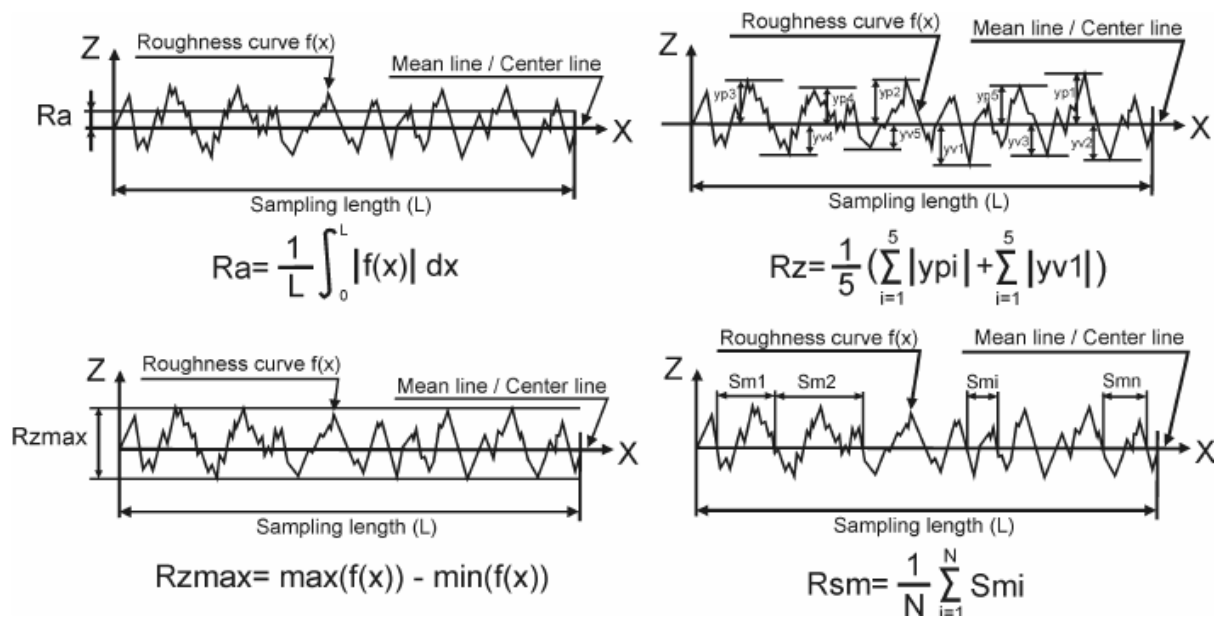 Z
Roughness curve f(x)
Mean line / Center line
Ra
X
Sampling length (L)
Ra= 1/L ∫₀ᴸ |f(x)| dx
Roughness curve f(x)
Mean line / Center line
Z
yp3
yp4
yp2
yp5
yp1
yv4
yv5
yv1
yv3
yv2
X
Sampling length (L)
Rz= 1/5 (5 Σ i=1 |ypi| + 5 Σ i=1 |yv1|)
Z
Roughness curve f(x)
Mean line / Center line
Rzmax
X
Sampling length (L)
Rzmax= max(f(x)) - min(f(x))
Roughness curve f(x)
Mean line / Center line
Z
Sm1
Sm2
Smi
Smn
X
Sampling length (L)
Rsm= 1/N N Σ i=1 Smi